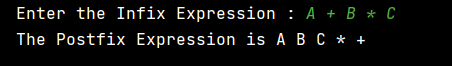 Enter the Infix Expression : A + B * C
The Postfix Expression is A B C * +